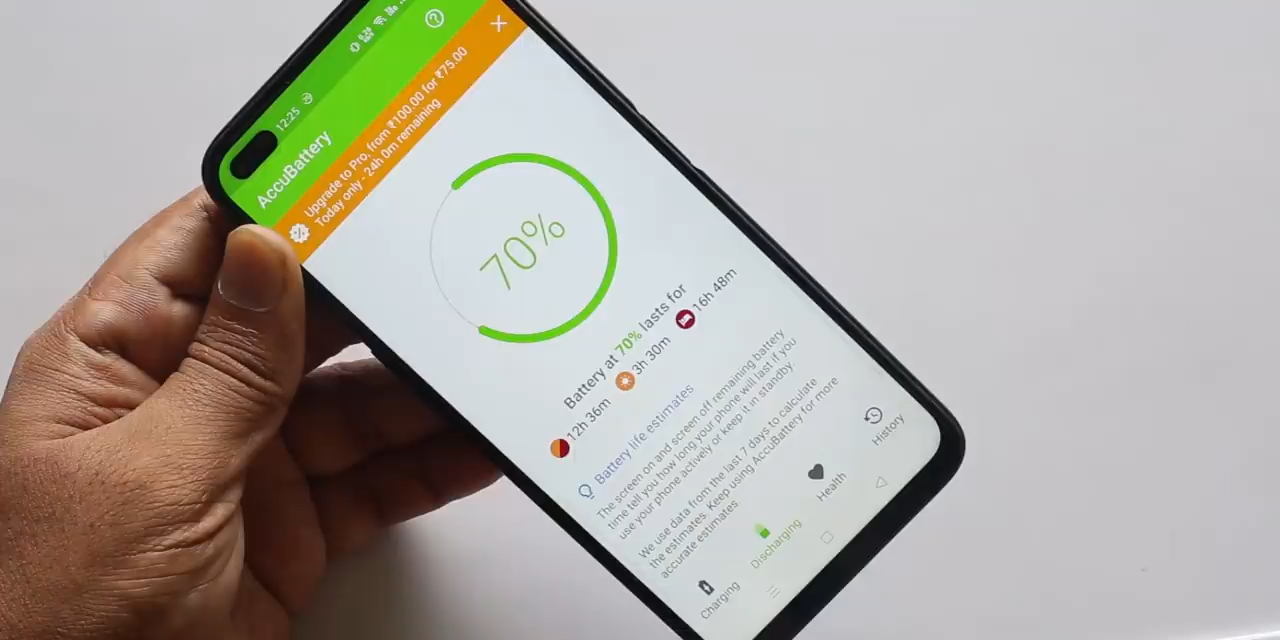 12:25
AccuBattery
Upgrade to Pro, from ₹100.00 for ₹75.00
Today only - 24h 0m remaining
70%
Battery at 70% lasts for
12h 36m 3h 30m 16h 48m
Battery life estimates
The screen on and screen off remaining battery
time tell you how long your phone will last if you
use your phone actively or keep it in standby
We use data from the last 7 days to calculate
the estimates. Keep using AccuBattery for more
accurate estimates
Charging
Discharging
Health
History